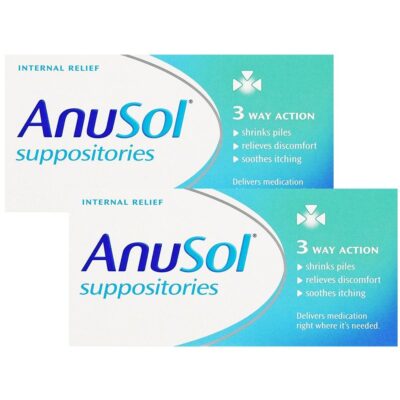 INTERNAL RELIEF
AnuSol®
suppositories
3 WAY ACTION
shrinks piles
relieves discomfort
soothes itching
Delivers medication
INTERNAL RELIEF
AnuSol®
suppositories
3 WAY ACTION
shrinks piles
relieves discomfort
soothes itching
Delivers medication
right where it's needed.